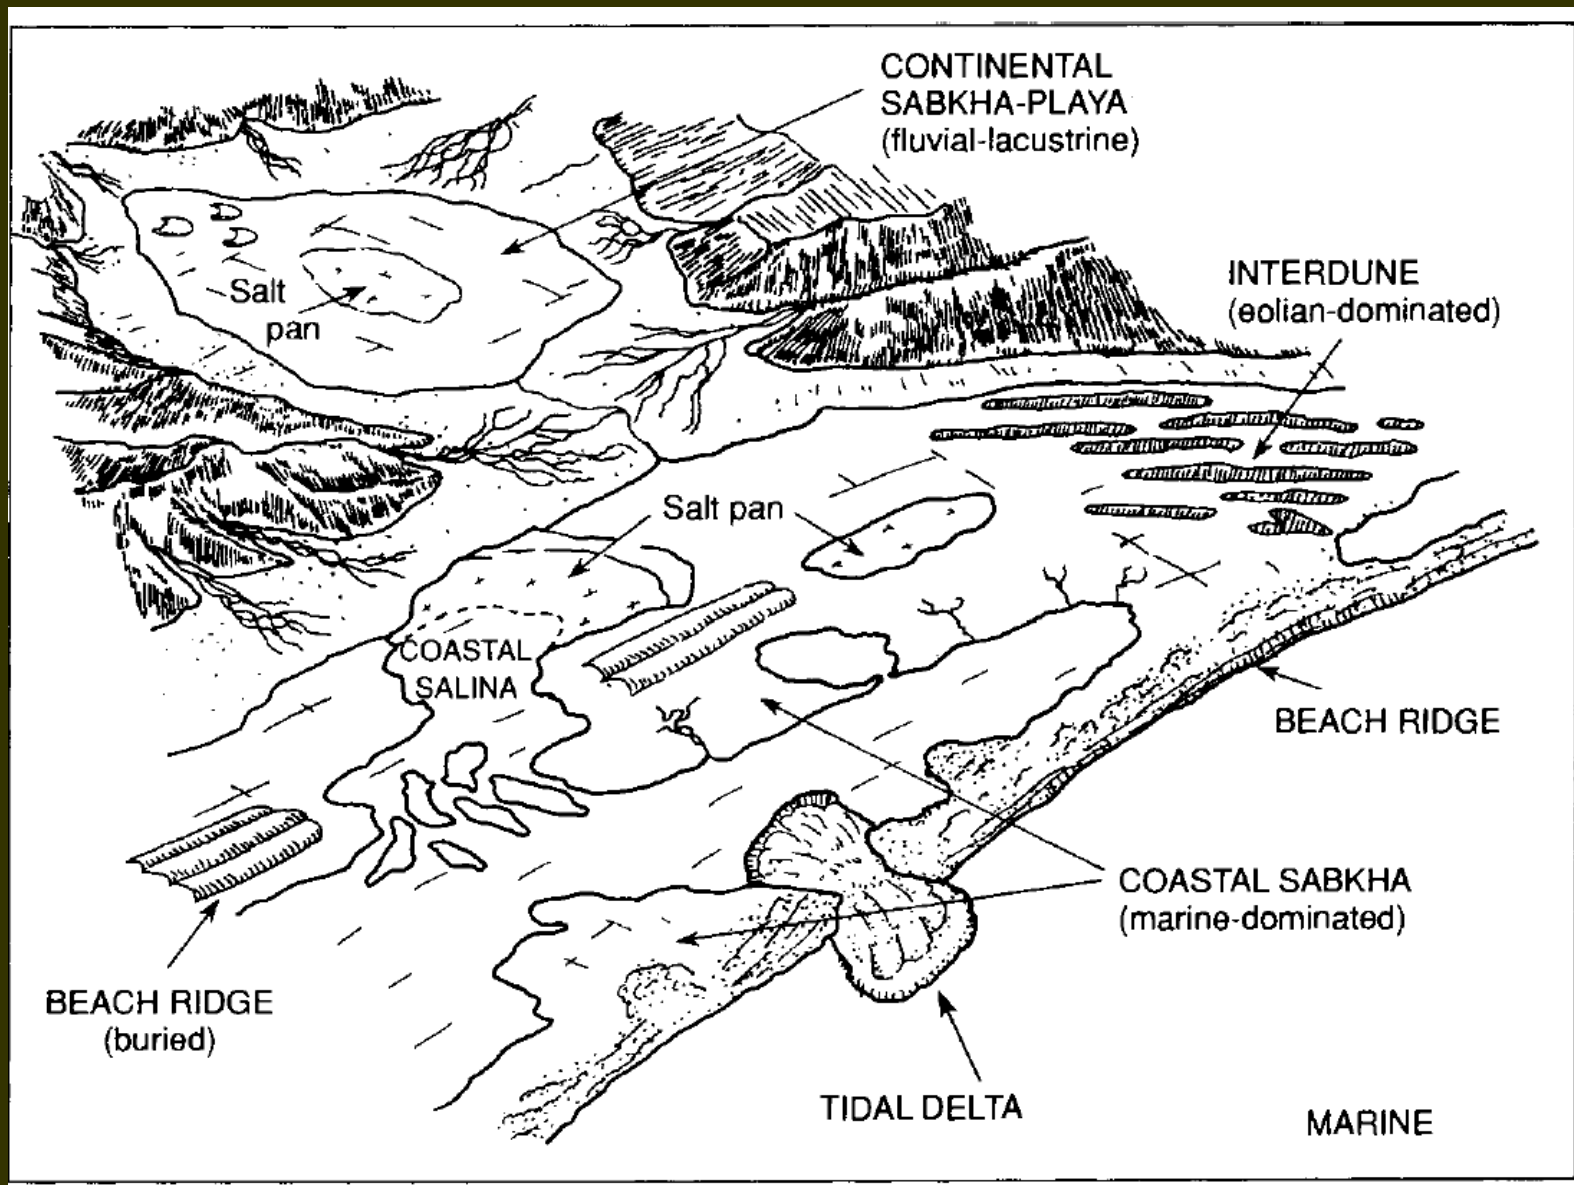 CONTINENTAL
SABKHA-PLAYA
(fluvial-lacustrine)
INTERDUNE
(eolian-dominated)
Salt
pan
Salt pan
COASTAL
SALINA
BEACH RIDGE
COASTAL SABKHA
(marine-dominated)
BEACH RIDGE
(buried)
TIDAL DELTA
MARINE